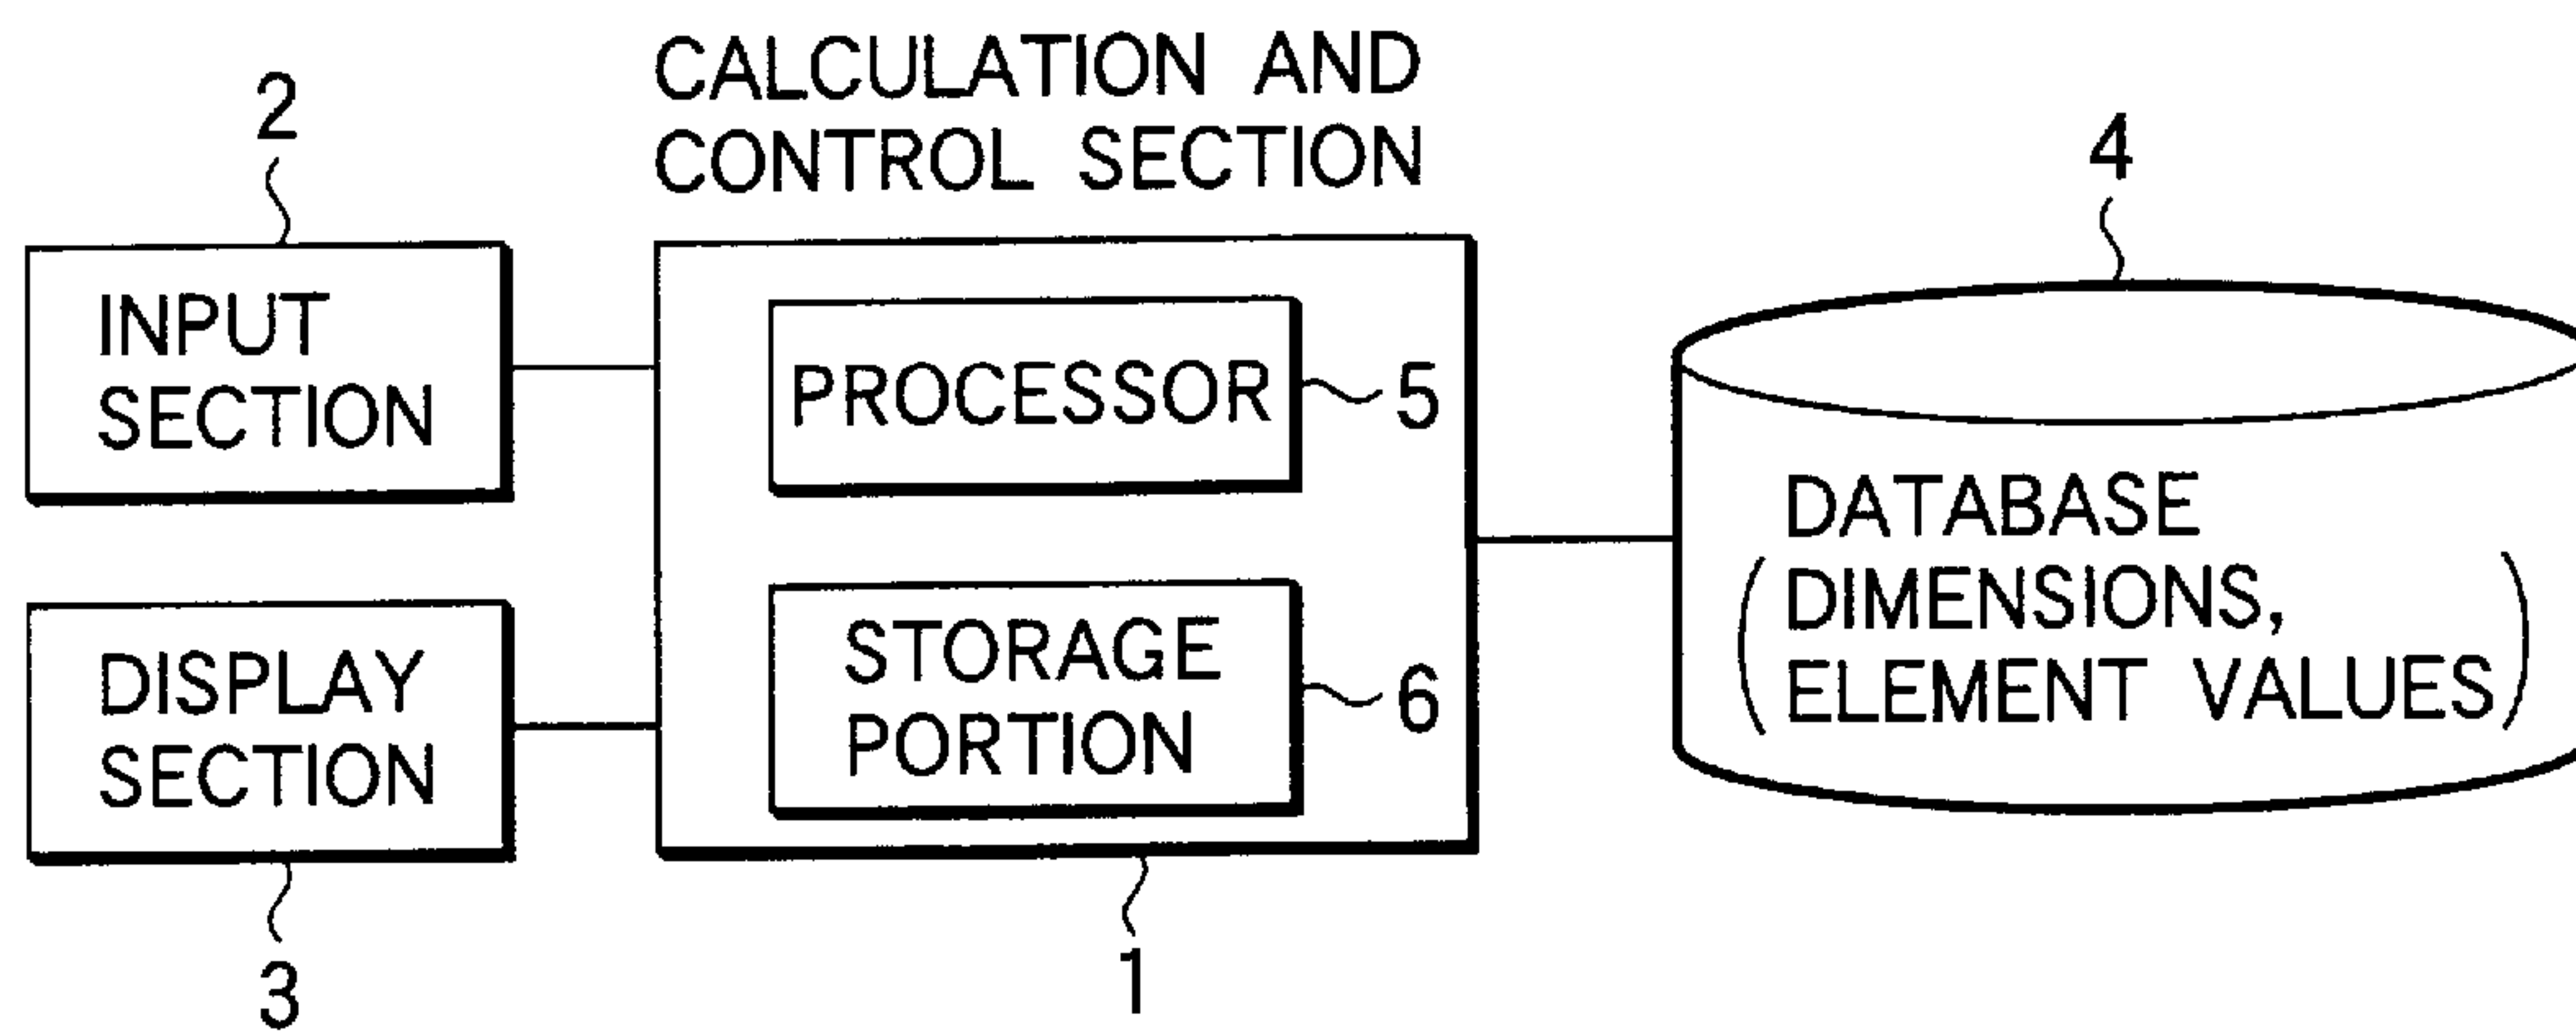 CALCULATION AND
CONTROL SECTION
2
INPUT
SECTION
DISPLAY
SECTION
3
PROCESSOR
5
STORAGE
PORTION
6
1
4
DATABASE
(DIMENSIONS,
ELEMENT VALUES)